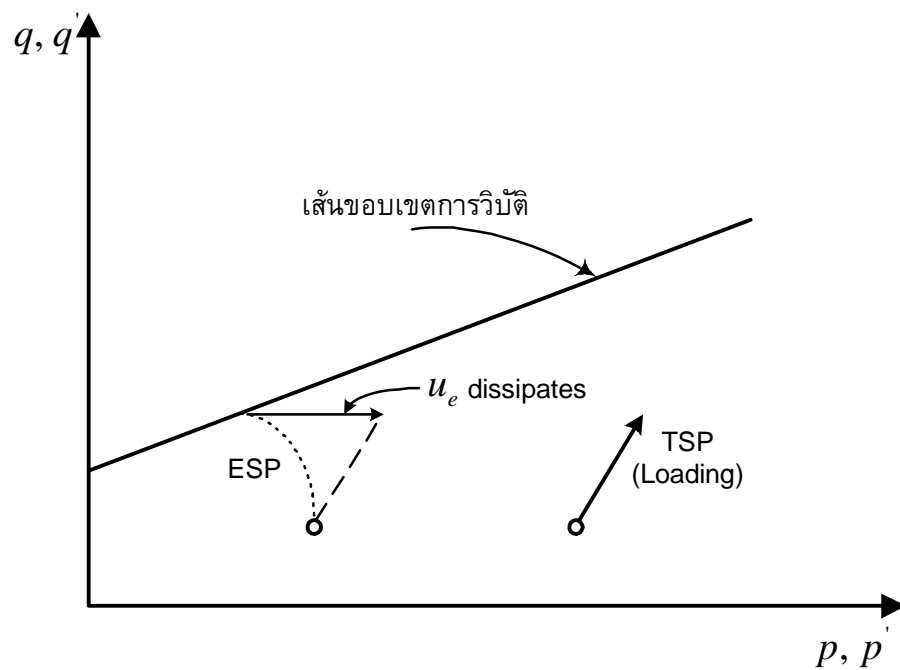 q, q'
เส้นขอบเขตการวิบัติ
u_e dissipates
ESP
TSP
(Loading)
p, p'